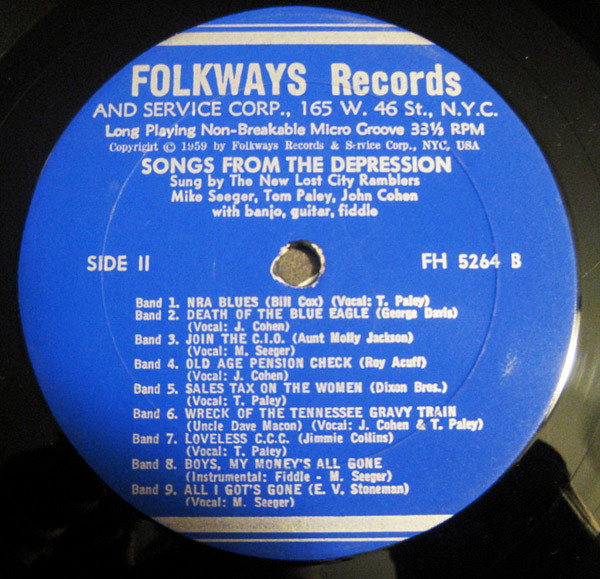 FOLKWAYS Records
AND SERVICE CORP., 165 W. 46 St., N.Y.C.
Long Playing Non-Breakable Micro Groove 33⅓ RPM
Copyright © 1959 by Folkways Records & Service Corp., NYC, USA
SONGS FROM THE DEPRESSION
Sung by The New Lost City Ramblers
Mike Seeger, Tom Paley, John Cohen
with banjo, guitar, fiddle
SIDE II FH 5264 B
Band 1. NRA BLUES (Bill Cox) (Vocal: T. Paley)
Band 2. DEATH OF THE BLUE EAGLE (George Davis)
(Vocal: J. Cohen)
Band 3. JOIN THE C.I.O. (Aunt Molly Jackson)
(Vocal: M. Seeger)
Band 4. OLD AGE PENSION CHECK (Roy Acuff)
(Vocal: J. Cohen)
Band 5. SALES TAX ON THE WOMEN (Dixon Bros.)
(Vocal: T. Paley)
Band 6. WRECK OF THE TENNESSEE GRAVY TRAIN
(Uncle Dave Macon) (Vocal: J. Cohen & T. Paley)
Band 7. LOVELESS C.C.C. (Jimmie Collins)
(Vocal: T. Paley)
Band 8. BOYS, MY MONEY'S ALL GONE
(Instrumental: Fiddle - M. Seeger)
Band 9. ALL I GOT'S GONE (E. V. Stoneman)
(Vocal: M. Seeger)